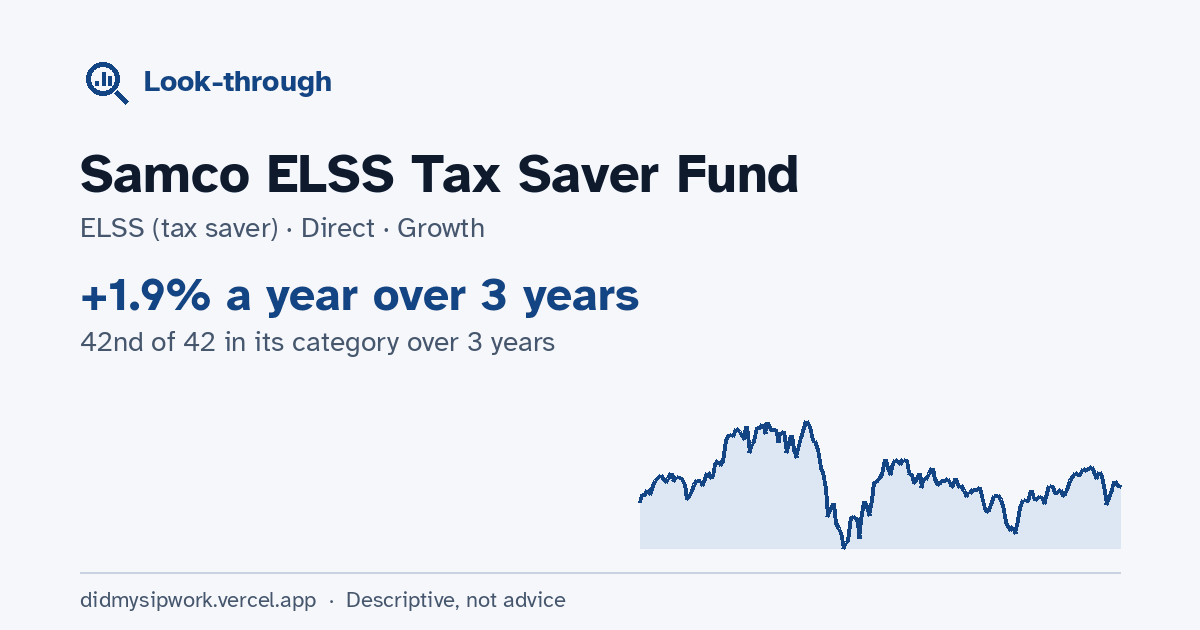 Look-through
Samco ELSS Tax Saver Fund
ELSS (tax saver) · Direct · Growth
+1.9% a year over 3 years
42nd of 42 in its category over 3 years
didmysipwork.vercel.app · Descriptive, not advice